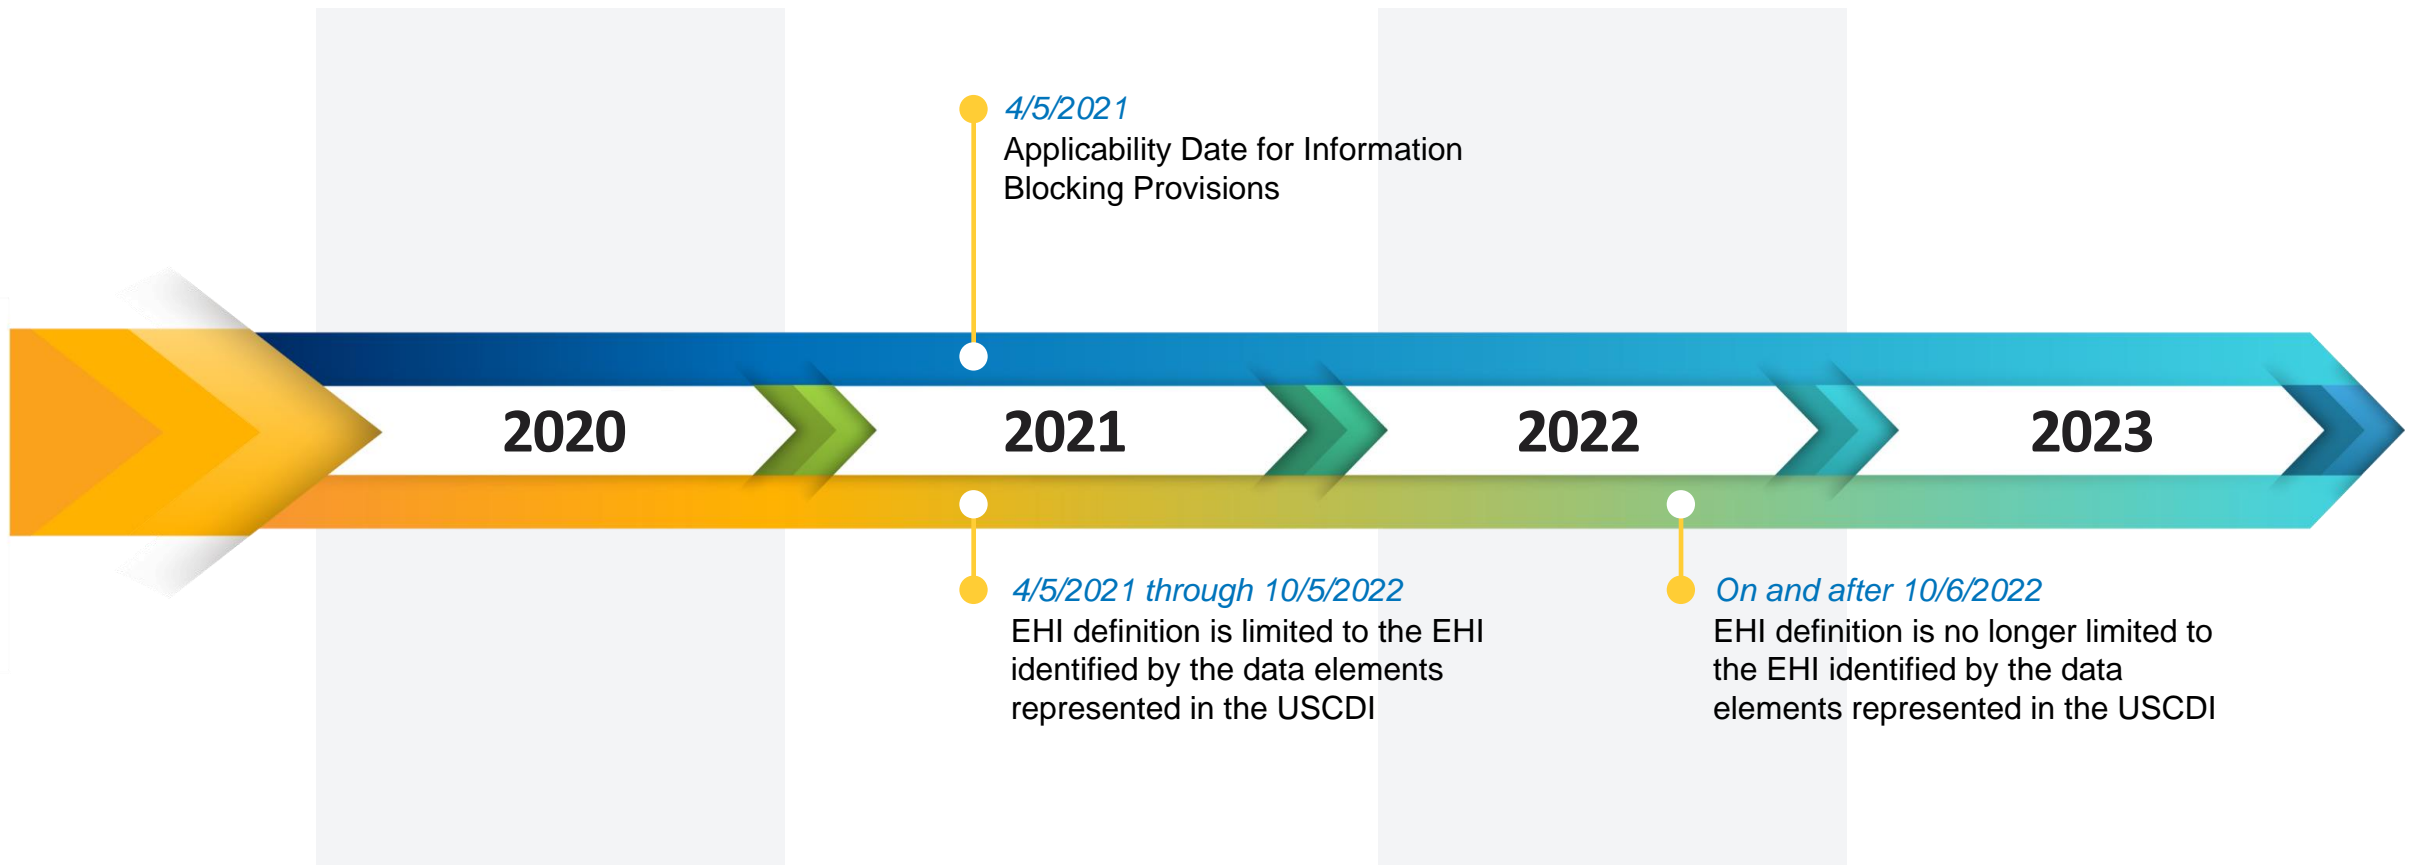 4/5/2021
Applicability Date for Information
Blocking Provisions
2020
2021
2022
2023
4/5/2021 through 10/5/2022
EHI definition is limited to the EHI
identified by the data elements
represented in the USCDI
On and after 10/6/2022
EHI definition is no longer limited to
the EHI identified by the data
elements represented in the USCDI